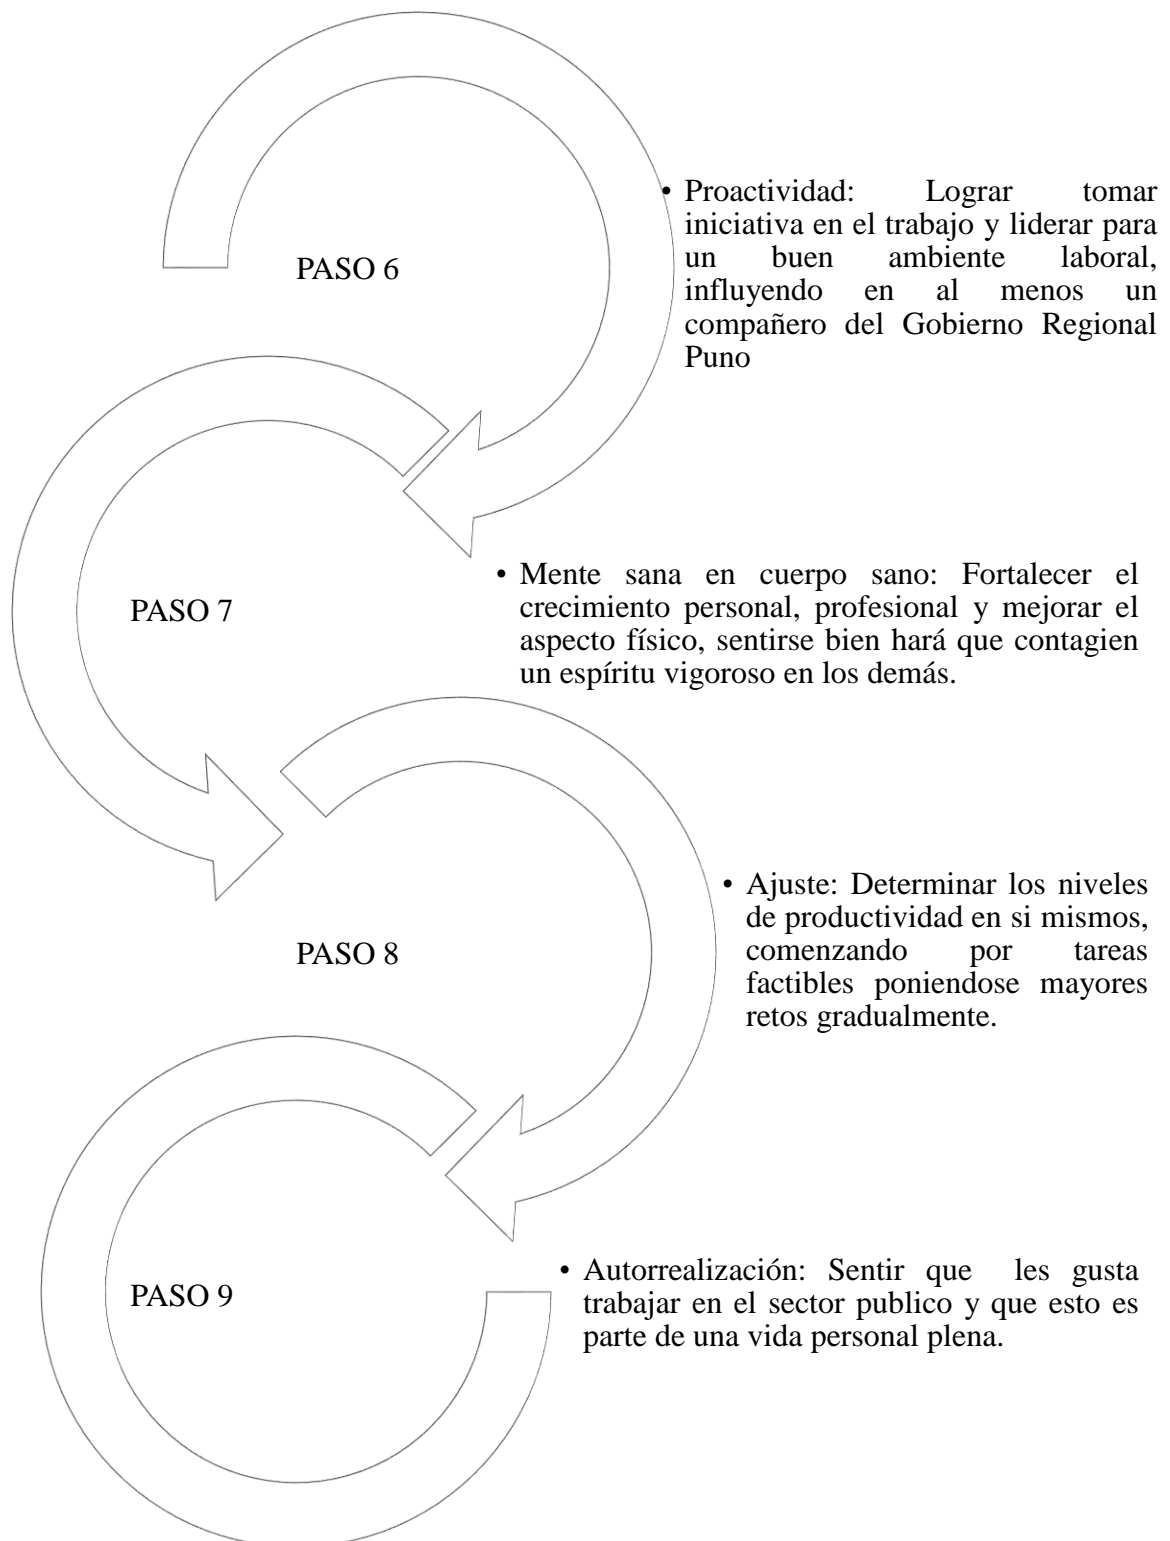 PASO 6
• Proactividad: Lograr tomar
iniciativa en el trabajo y liderar para
un buen ambiente laboral,
influyendo en al menos un
compañero del Gobierno Regional
Puno
PASO 7
• Mente sana en cuerpo sano: Fortalecer el
crecimiento personal, profesional y mejorar el
aspecto físico, sentirse bien hará que contagien
un espíritu vigoroso en los demás.
PASO 8
• Ajuste: Determinar los niveles
de productividad en si mismos,
comenzando por tareas
factibles poniendose mayores
retos gradualmente.
PASO 9
• Autorrealización: Sentir que les gusta
trabajar en el sector publico y que esto es
parte de una vida personal plena.